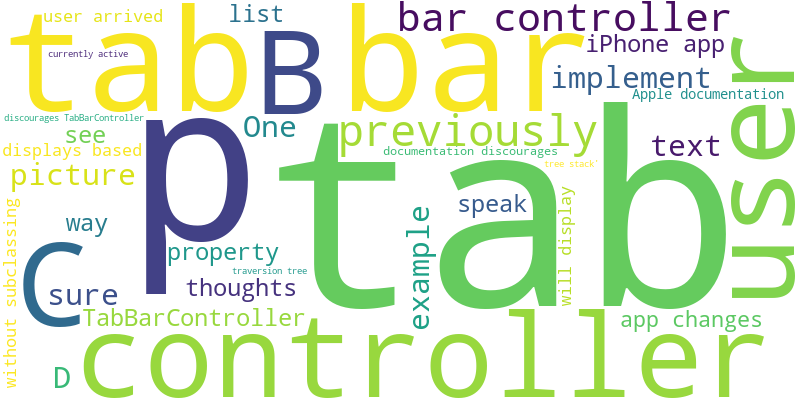 user arrived
list
bar controller
tab bar
B
iPhone app
currently active
implement
Apple documentation
discourages TabBarController
see
One
previously
text
displays based
documentation discourages
user
picture
p
tab
tree stack`
way
speak
example
will display
without subclassing
C
property
traversion tree
sure
thoughts
TabBarController
app changes
D
controller